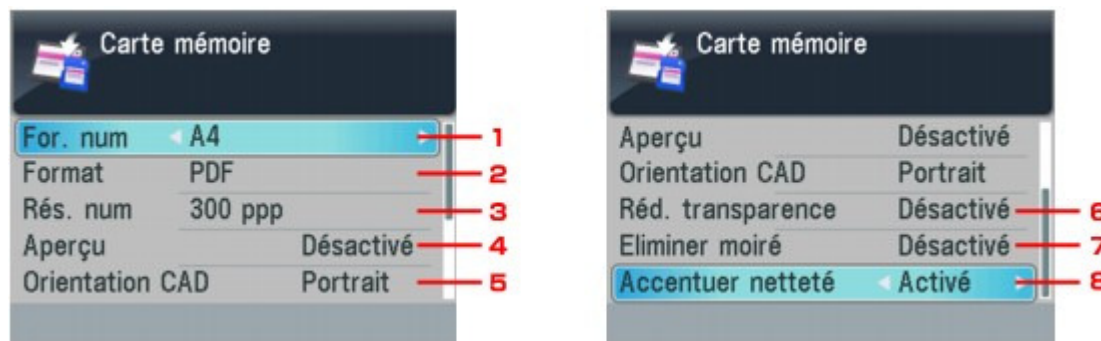 Carte mémoire
For. num A4 1
Format PDF 2
Rés. num 300 ppp 3
Aperçu Désactivé 4
Orientation CAD Portrait 5
Carte mémoire
Aperçu Désactivé
Orientation CAD Portrait
Réd. transparence Désactivé 6
Eliminer moiré Désactivé 7
Accentuer netteté Activé 8